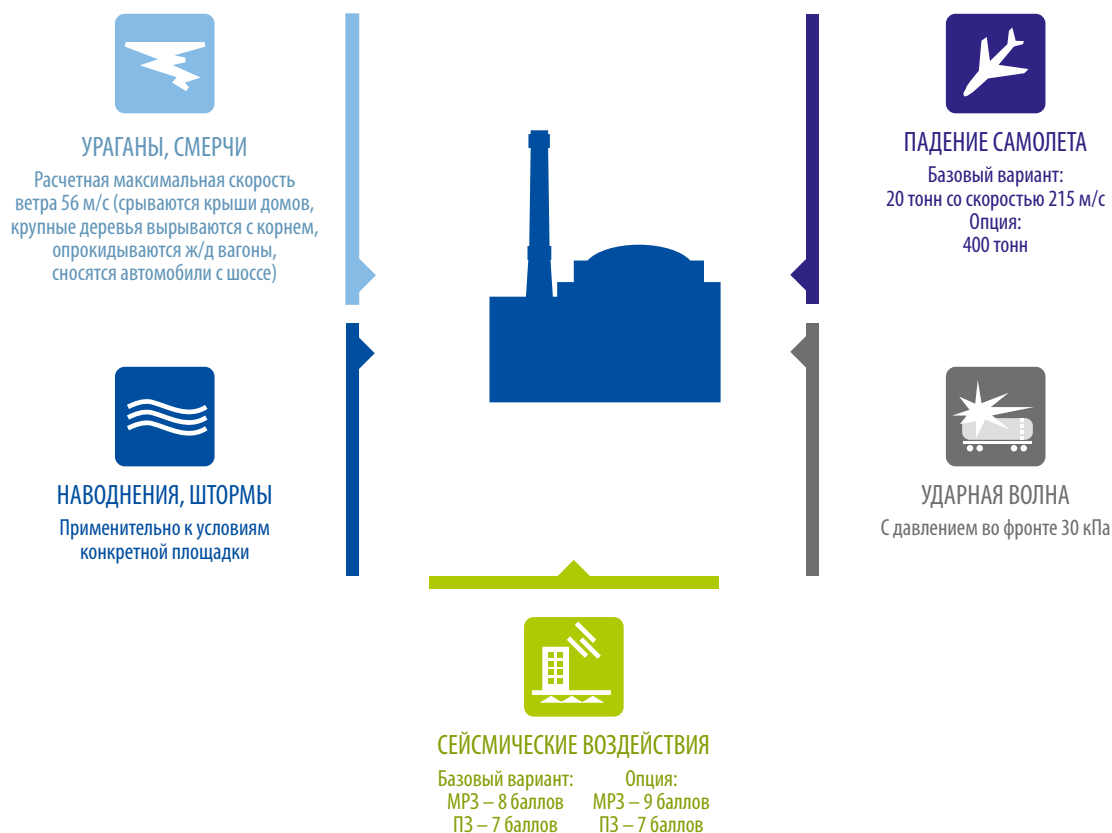 УРАГАНЫ, СМЕРЧИ
Расчетная максимальная скорость
ветра 56 м/с (срываются крыши домов,
крупные деревья вырываются с корнем,
опрокидываются ж/д вагоны,
сносятся автомобили с шоссе)
ПАДЕНИЕ САМОЛЕТА
Базовый вариант:
20 тонн со скоростью 215 м/с
Опция:
400 тонн
НАВОДНЕНИЯ, ШТОРМЫ
Применительно к условиям
конкретной площадки
УДАРНАЯ ВОЛНА
С давлением во фронте 30 кПа
СЕЙСМИЧЕСКИЕ ВОЗДЕЙСТВИЯ
Базовый вариант:
МРЗ – 8 баллов
ПЗ – 7 баллов
Опция:
МРЗ – 9 баллов
ПЗ – 7 баллов